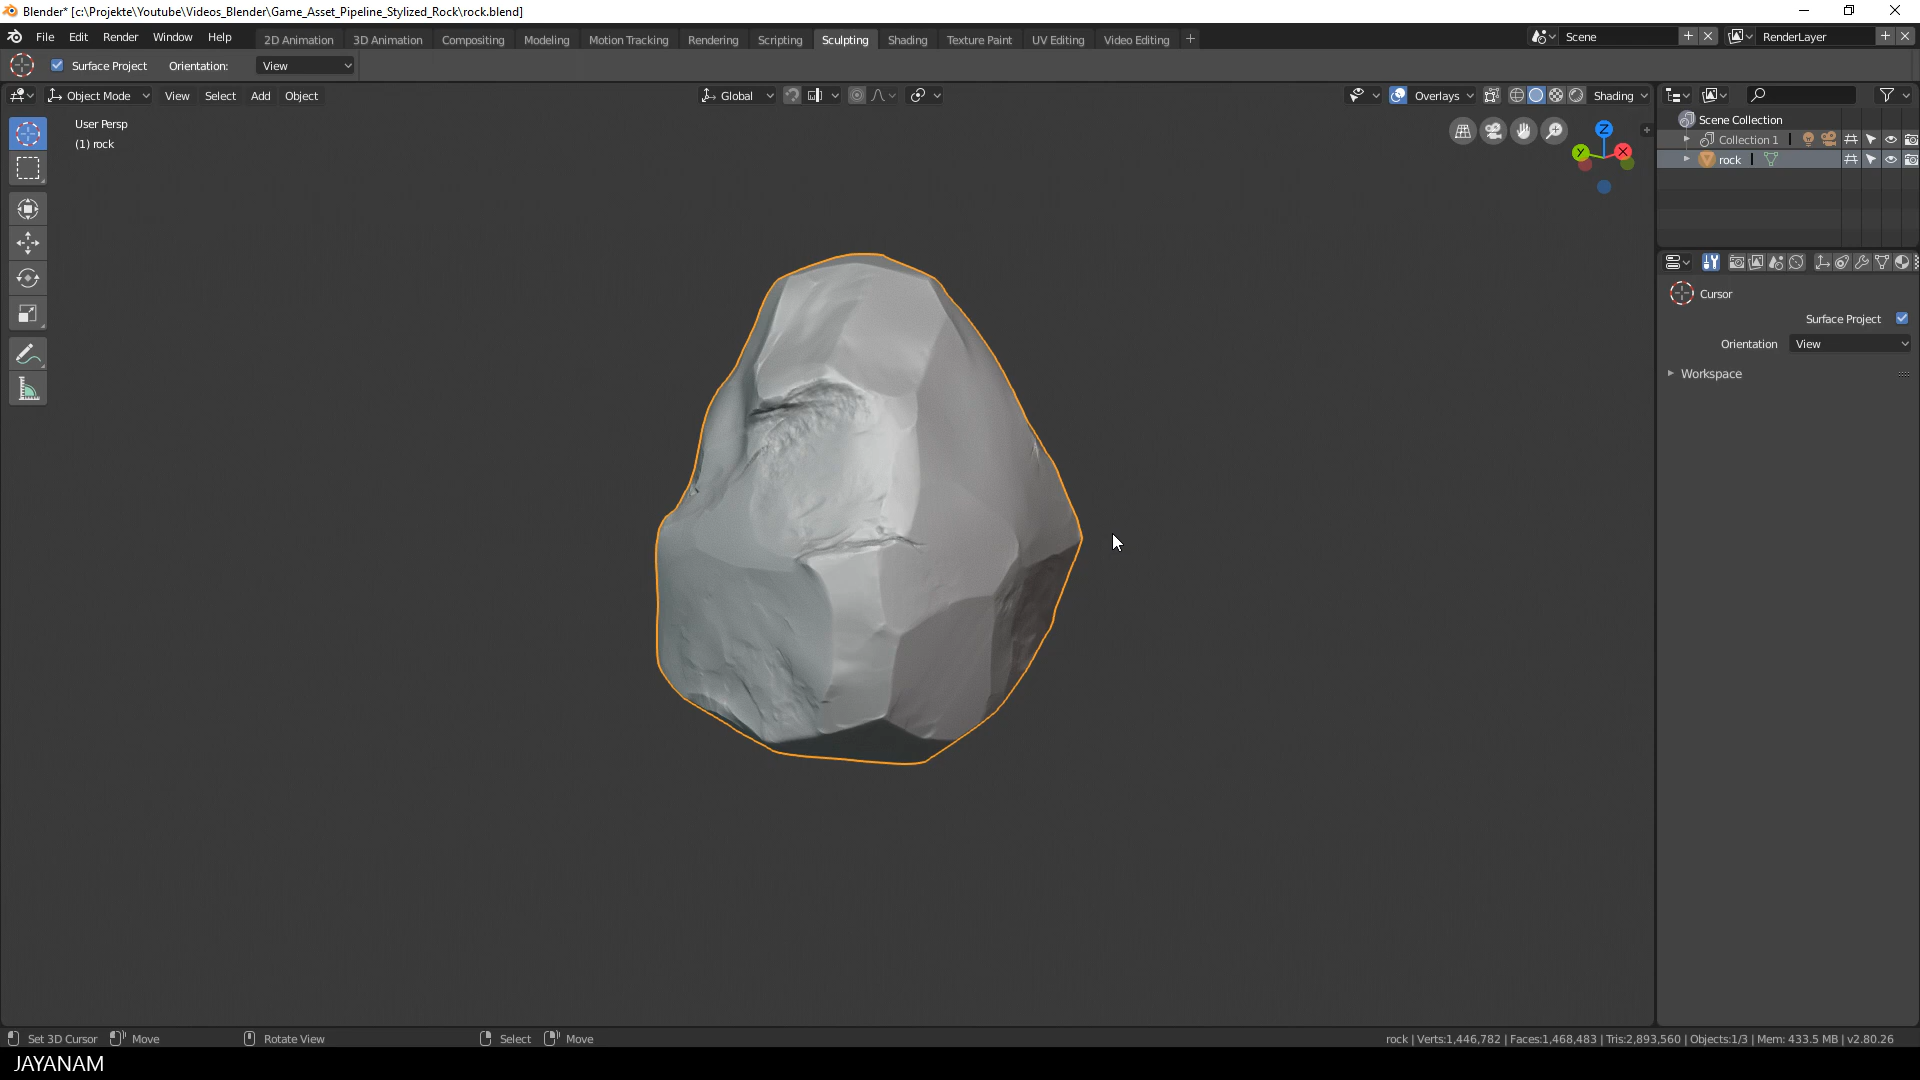 Blender* [c:\Projekte\Youtube\Videos_Blender\Game_Asset_Pipeline_Stylized_Rock\rock.blend]
File Edit Render Window Help 2D Animation 3D Animation Compositing Modeling Motion Tracking Rendering Scripting Sculpting Shading Texture Paint UV Editing Video Editing + Scene RenderLayer
Surface Project Orientation: View
Object Mode View Select Add Object Global Overlays Shading
User Persp
(1) rock
Z
Y X
Scene Collection
Collection 1
rock
Cursor
Surface Project
Orientation View
Workspace
Set 3D Cursor Move Rotate View Select Move rock | Verts:1,446,782 | Faces:1,468,483 | Tris:2,893,560 | Objects:1/3 | Mem: 433.5 MB | v2.80.26
JAYANAM